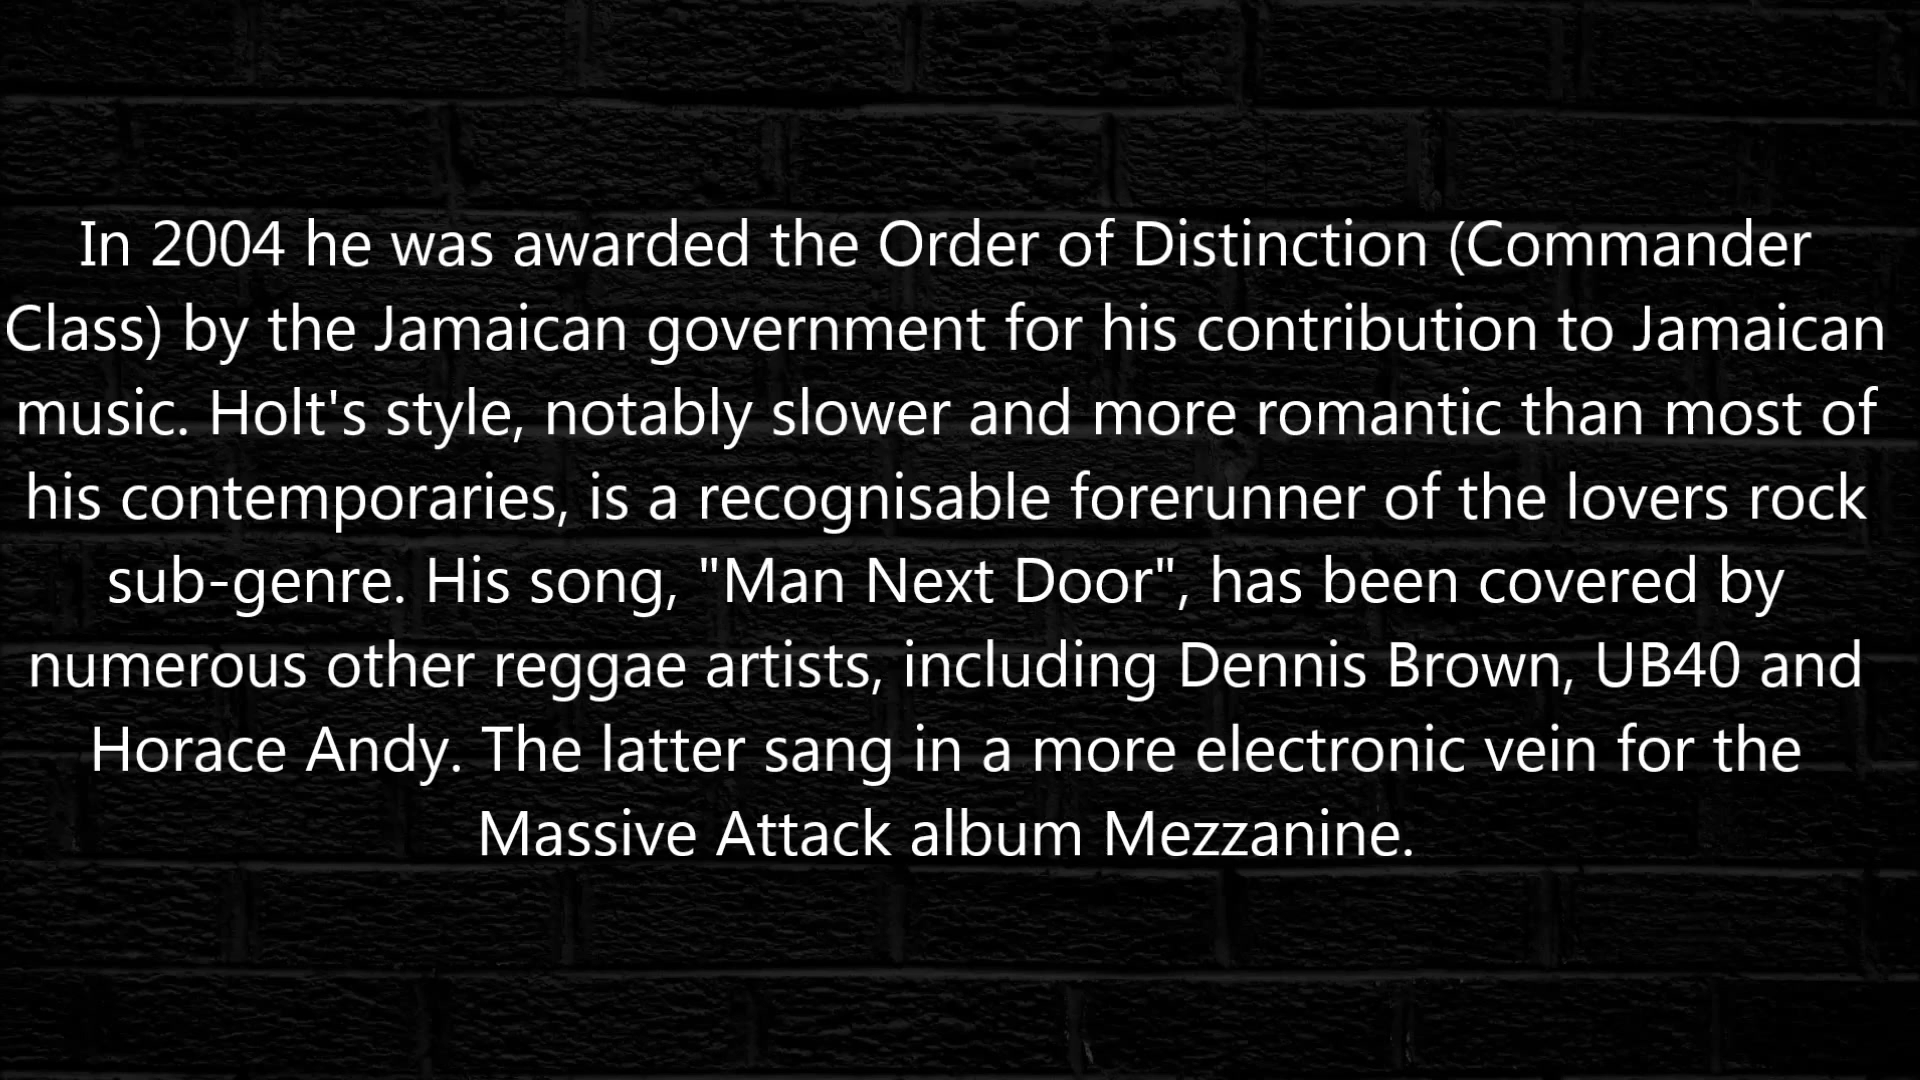 In 2004 he was awarded the Order of Distinction (Commander
Class) by the Jamaican government for his contribution to Jamaican
music. Holt's style, notably slower and more romantic than most of
his contemporaries, is a recognisable forerunner of the lovers rock
sub-genre. His song, "Man Next Door", has been covered by
numerous other reggae artists, including Dennis Brown, UB40 and
Horace Andy. The latter sang in a more electronic vein for the
Massive Attack album Mezzanine.